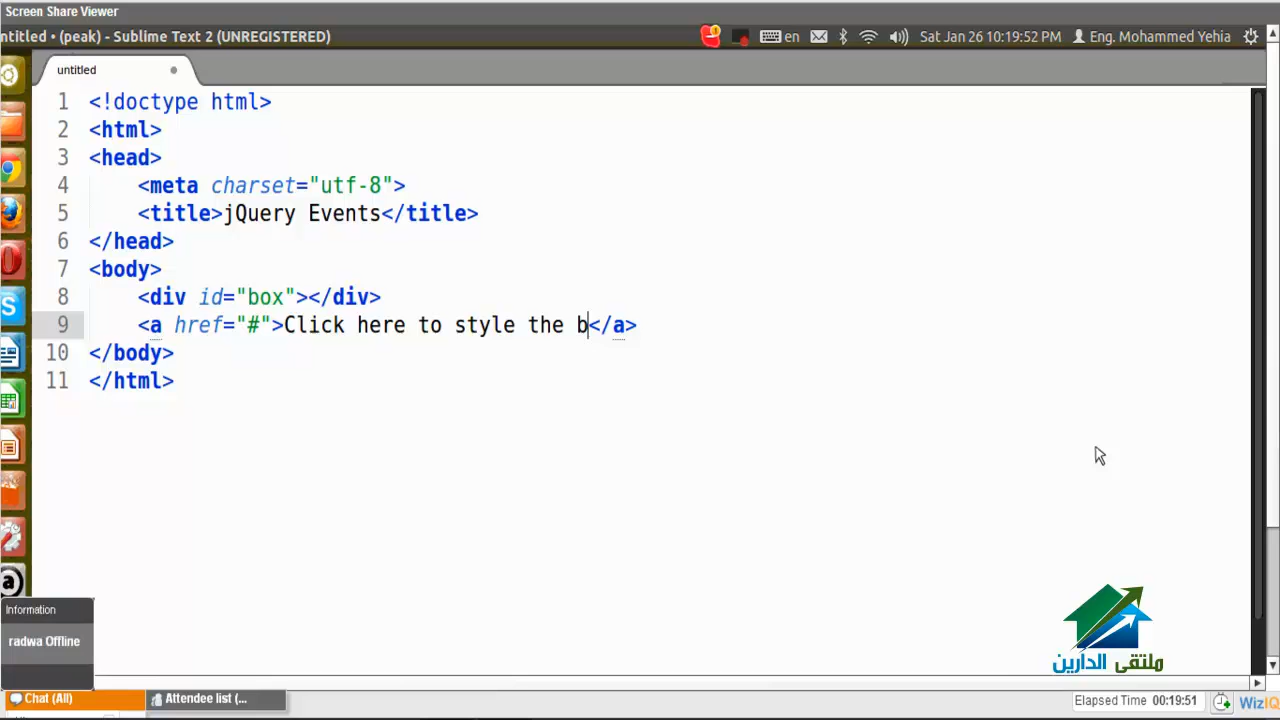 Screen Share Viewer
ntitled • (peak) - Sublime Text 2 (UNREGISTERED)
en
Sat Jan 26 10:19:52 PM
Eng. Mohammed Yehia
untitled
1 <!doctype html>
2 <html>
3 <head>
4 <meta charset="utf-8">
5 <title>jQuery Events</title>
6 </head>
7 <body>
8 <div id="box"></div>
9 <a href="#">Click here to style the b</a>
10 </body>
11 </html>
Information
radwa Offline
ملتقى الدارين
Chat (All)
Attendee list (...
Elapsed Time 00:19:51
WizIQ